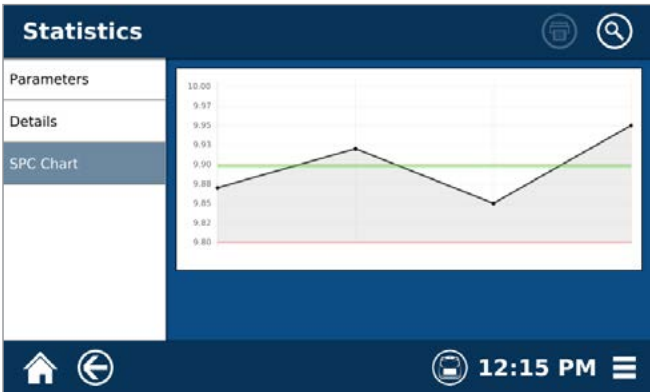 Statistics
Parameters
Details
SPC Chart
10.00
9.97
9.95
9.93
9.90
9.88
9.85
9.82
9.80
12:15 PM